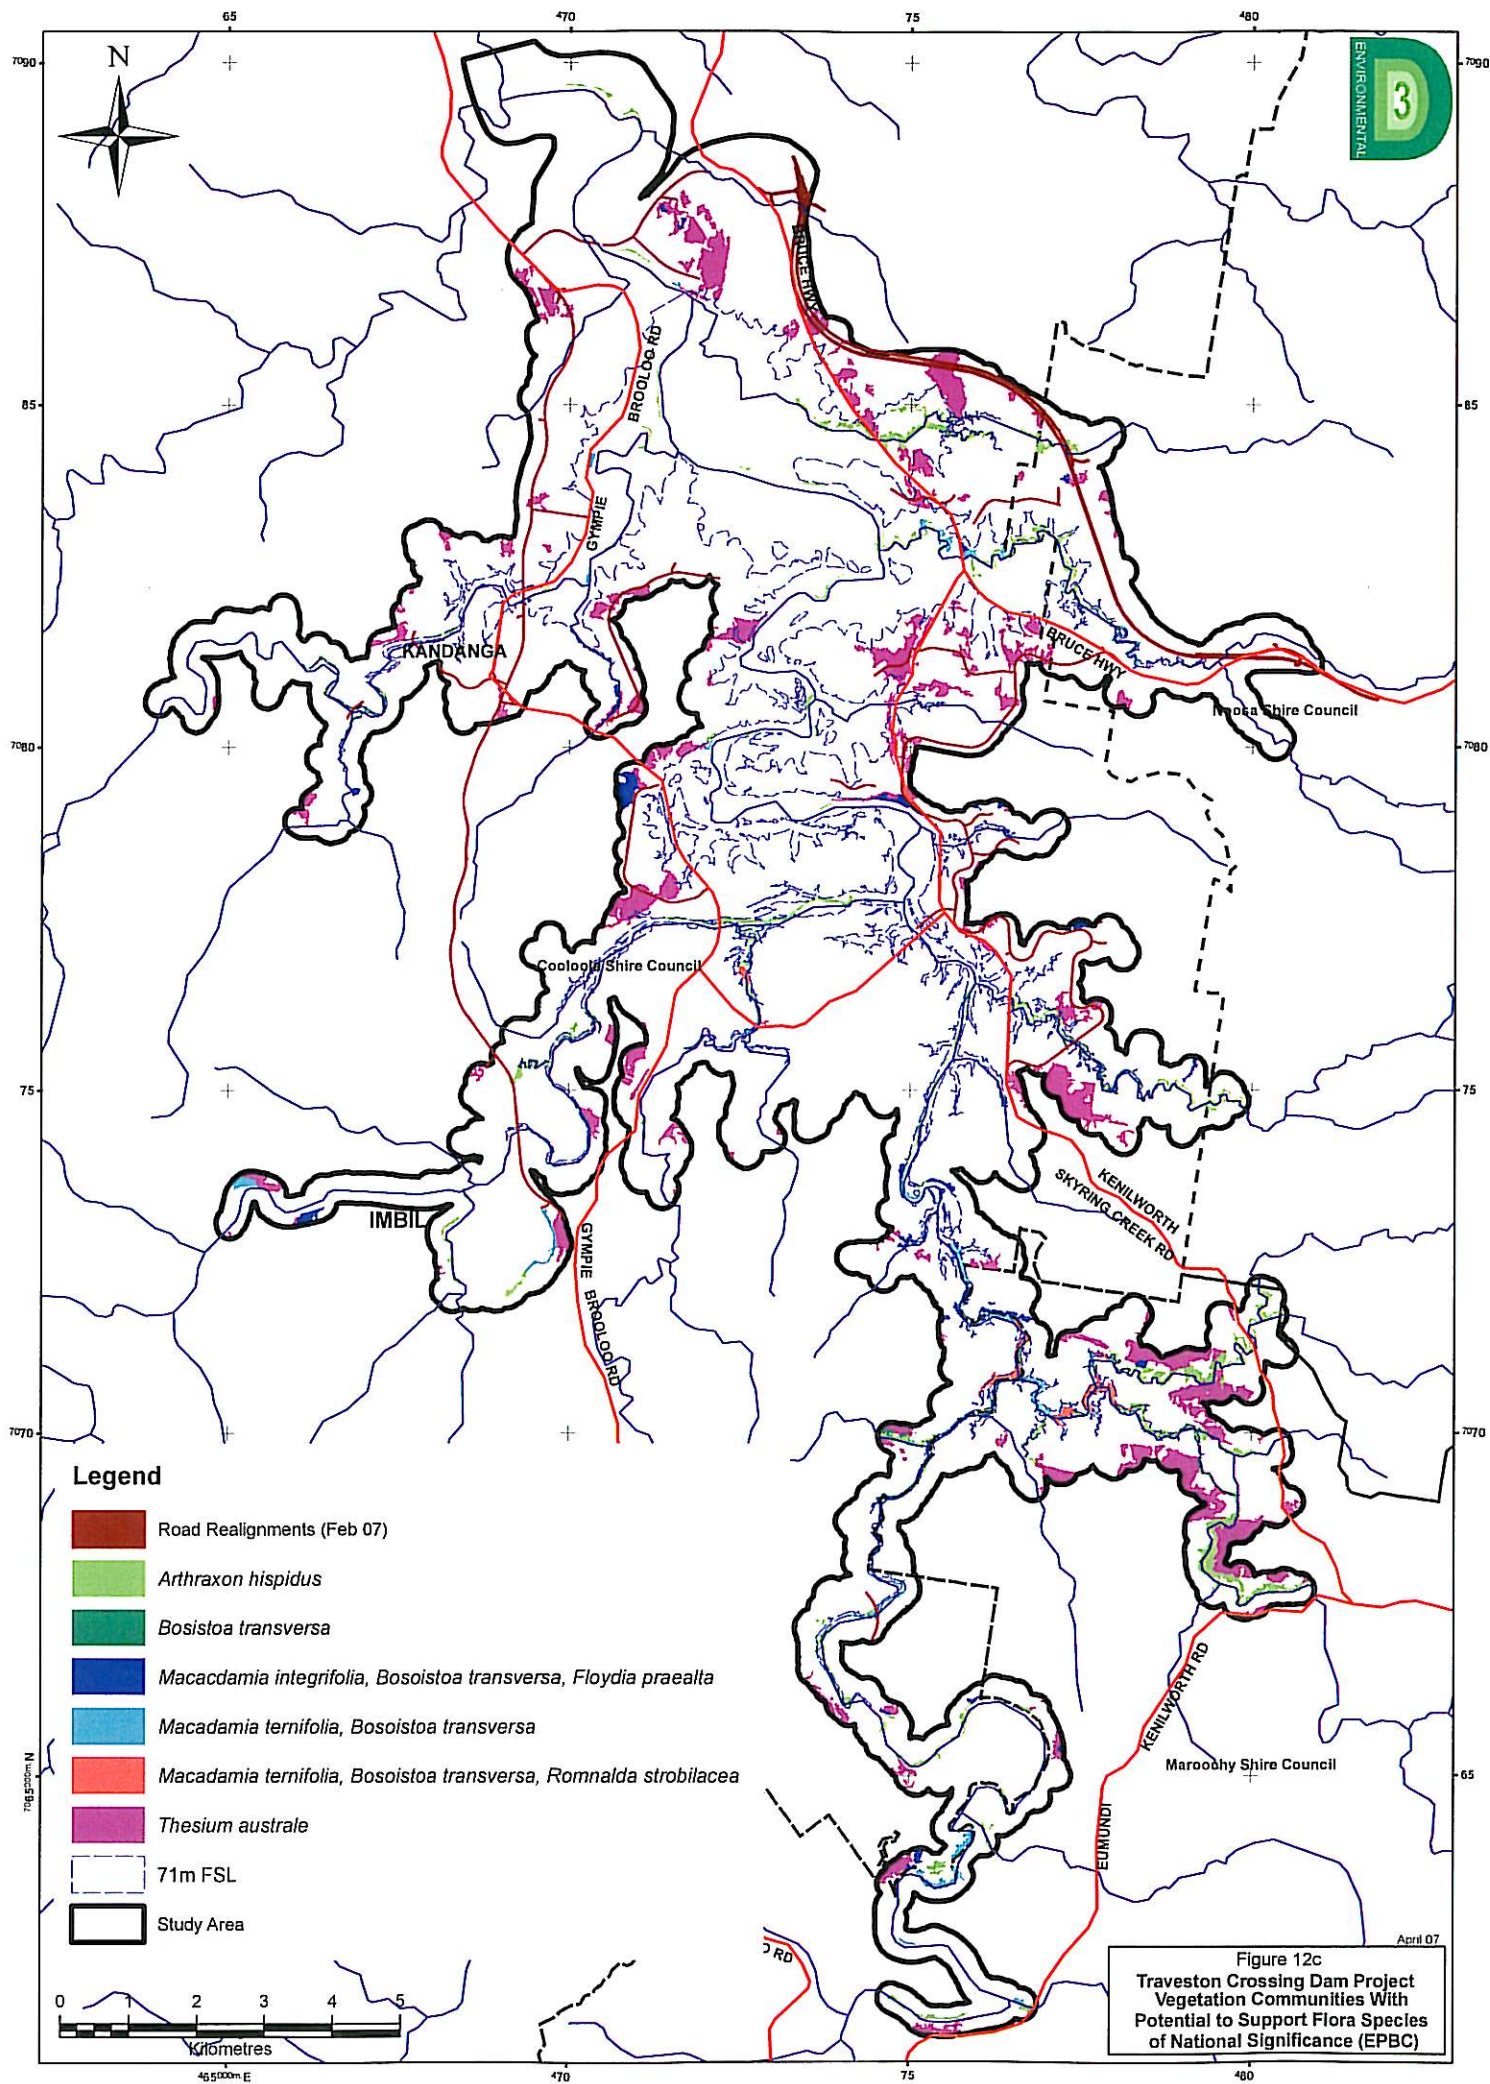 65
470
75
480
7090
7090
N
ENVIRONMENTAL
D
3
BRUCE HWY
BROOLOO RD
85
85
GYMPIE
KANDANGA
BRUCE HWY
Noosa Shire Council
7080
7080
Cooloola Shire Council
75
75
KENILWORTH
SKYRING CREEK RD
IMBIL
GYMPIE BROOLOO RD
7070
7070
Legend
Road Realignments (Feb 07)
Arthraxon hispidus
Bosistoa transversa
Macacdamia integrifolia, Bosoistoa transversa, Floydia praealta
Macadamia ternifolia, Bosoistoa transversa
Macadamia ternifolia, Bosoistoa transversa, Romnalda strobilacea
Thesium australe
71m FSL
Study Area
KENILWORTH RD
Maroochy Shire Council
7065000m N
65
EUMUNDI
O RD
April 07
0 1 2 3 4 5
Kilometres
Figure 12c
Traveston Crossing Dam Project
Vegetation Communities With
Potential to Support Flora Species
of National Significance (EPBC)
465000m E
470
75
480